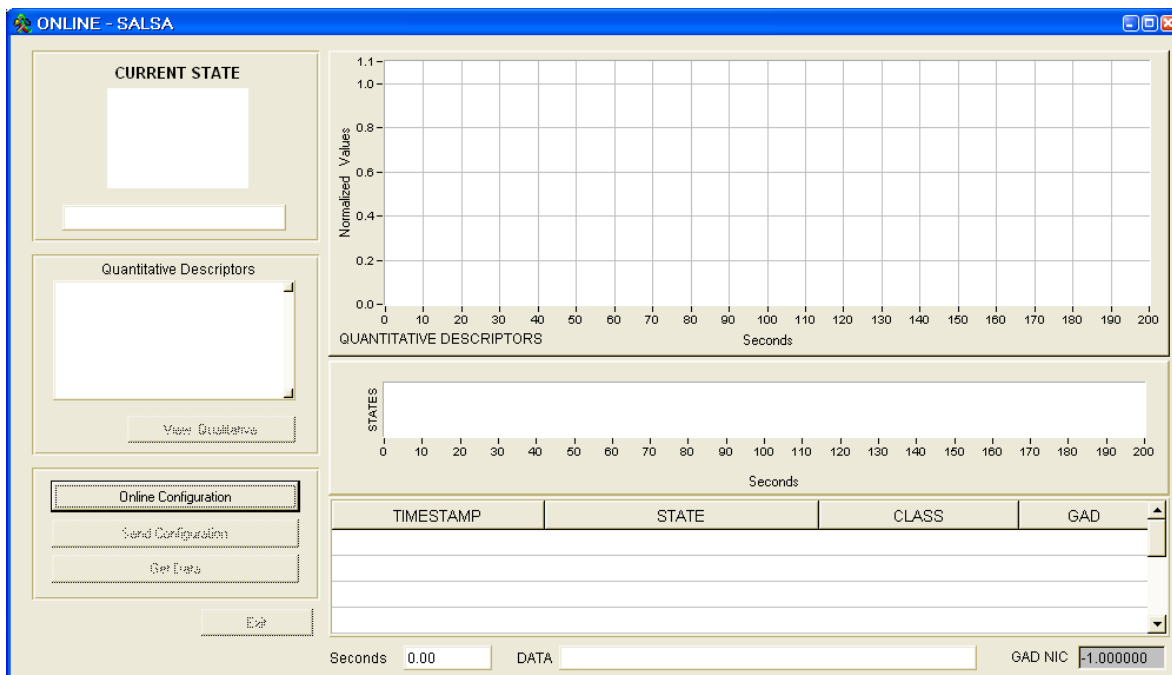 ONLINE - SALSA
CURRENT STATE
Quantitative Descriptors
View Qualitative
Online Configuration
Send Configuration
Get Data
Exit
1.1
1.0
0.8
0.6
0.4
0.2
0.0
Normalized Values
0 10 20 30 40 50 60 70 80 90 100 110 120 130 140 150 160 170 180 190 200
QUANTITATIVE DESCRIPTORS
Seconds
STATES
0 10 20 30 40 50 60 70 80 90 100 110 120 130 140 150 160 170 180 190 200
Seconds
TIMESTAMP STATE CLASS GAD
Seconds 0.00 DATA GAD NIC -1.000000